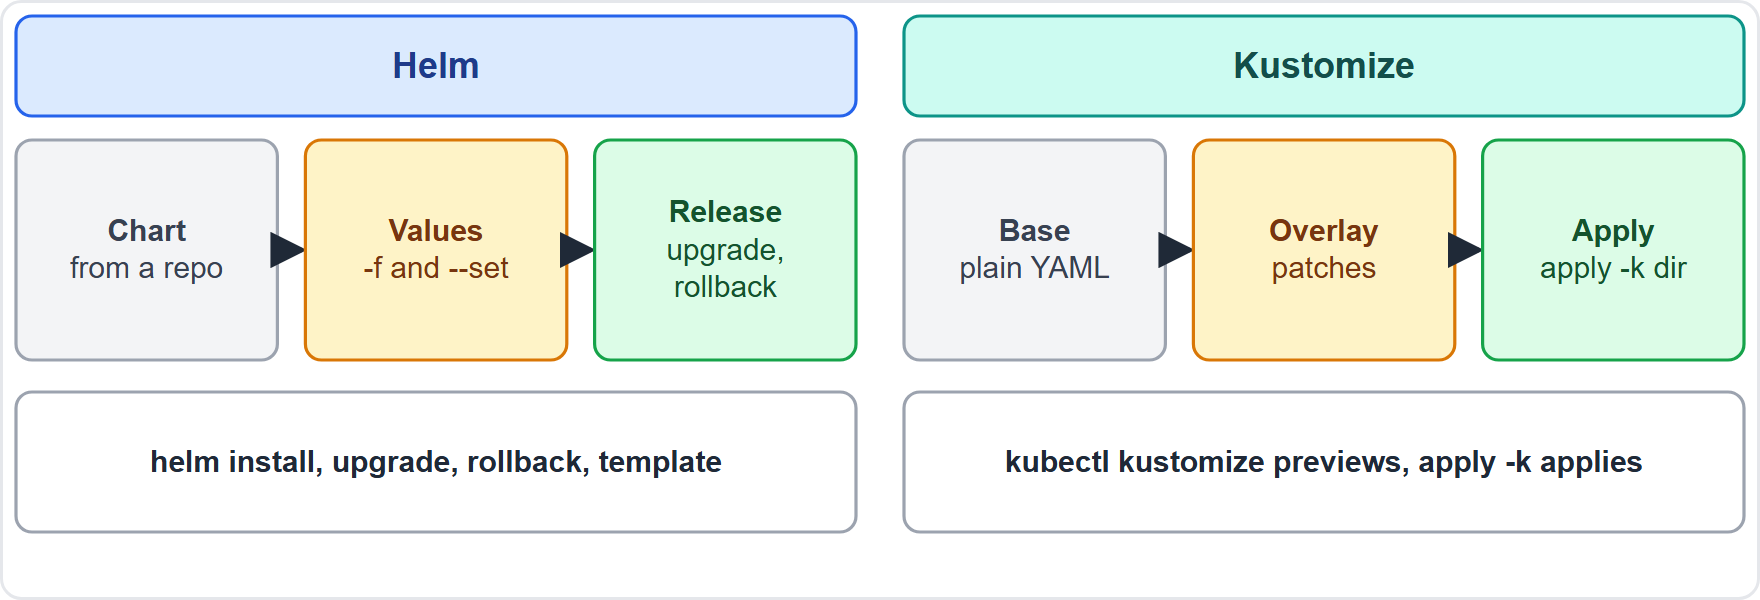 Helm
Chart
from a repo
Values
-f and --set
Release
upgrade,
rollback
helm install, upgrade, rollback, template
Kustomize
Base
plain YAML
Overlay
patches
Apply
apply -k dir
kubectl kustomize previews, apply -k applies